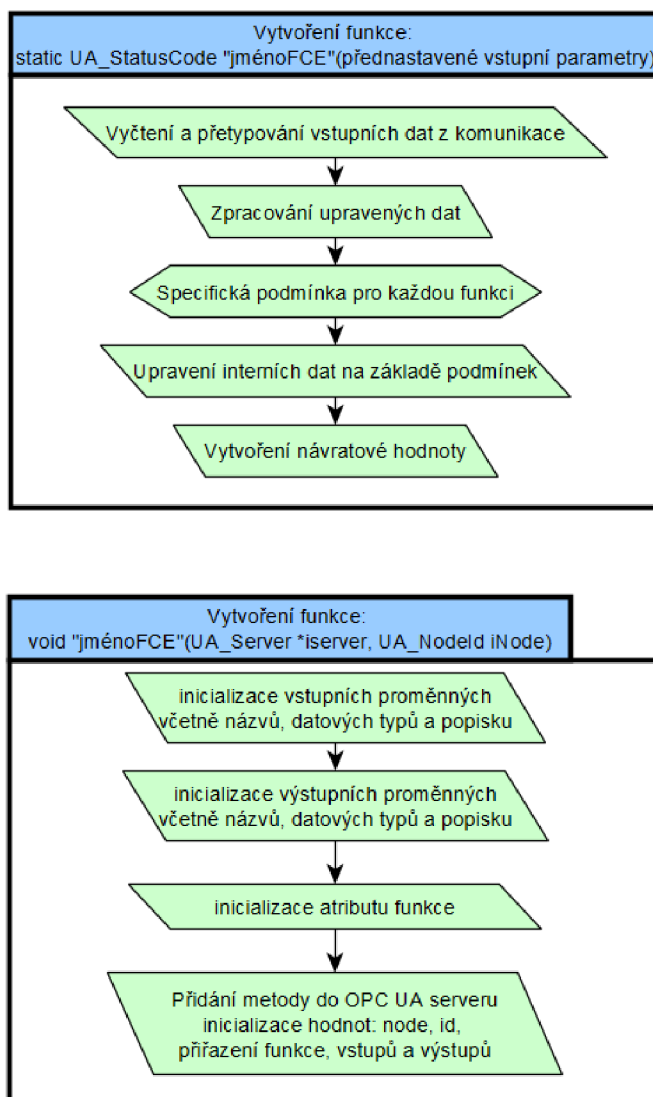 Vytvoření funkce:
static UA_StatusCode "jménoFCE"(přednastavené vstupní parametry)
Vyčtení a přetypování vstupních dat z komunikace
Zpracování upravených dat
Specifická podmínka pro každou funkci
Upravení interních dat na základě podmínek
Vytvoření návratové hodnoty
Vytvoření funkce:
void "jménoFCE"(UA_Server *iserver, UA_NodeId iNode)
inicializace vstupních proměnných
včetně názvů, datových typů a popisku
inicializace výstupních proměnných
včetně názvů, datových typů a popisku
inicializace atributu funkce
Přidání metody do OPC UA serveru
inicializace hodnot: node, id,
přiřazení funkce, vstupů a výstupů